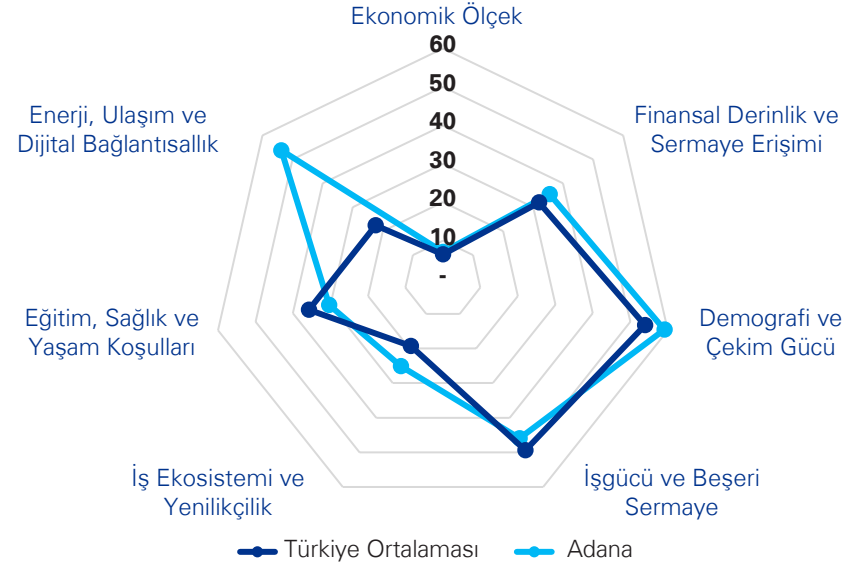 Ekonomik Ölçek
60
50
40
30
20
10
-
Finansal Derinlik ve
Sermaye Erişimi
Demografi ve
Çekim Gücü
İşgücü ve Beşeri
Sermaye
İş Ekosistemi ve
Yenilikçilik
Eğitim, Sağlık ve
Yaşam Koşulları
Enerji, Ulaşım ve
Dijital Bağlantısallık
Türkiye Ortalaması
Adana